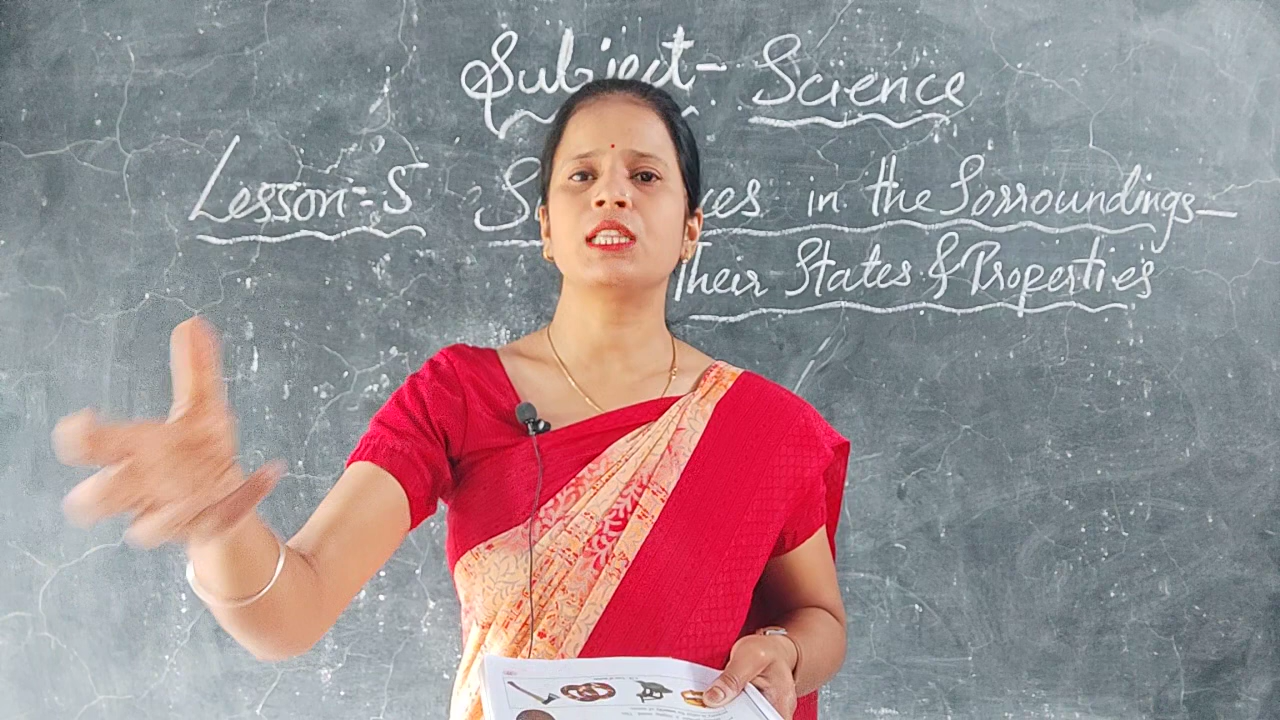 Subject- Science
Lesson:-5 in the Sorroundings-
Their States & Properties